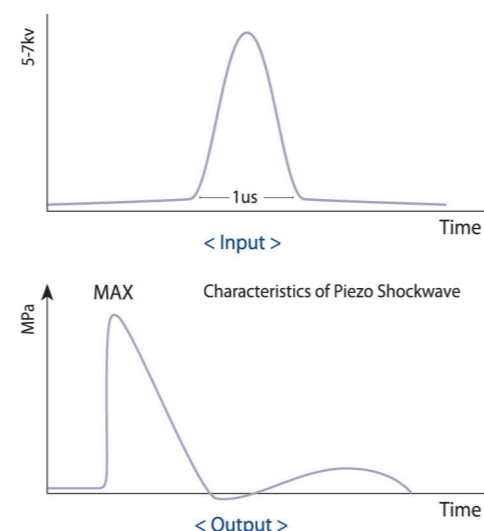 5-7kv
1us
Time
< Input >
MAX
Characteristics of Piezo Shockwave
MPa
Time
< Output >